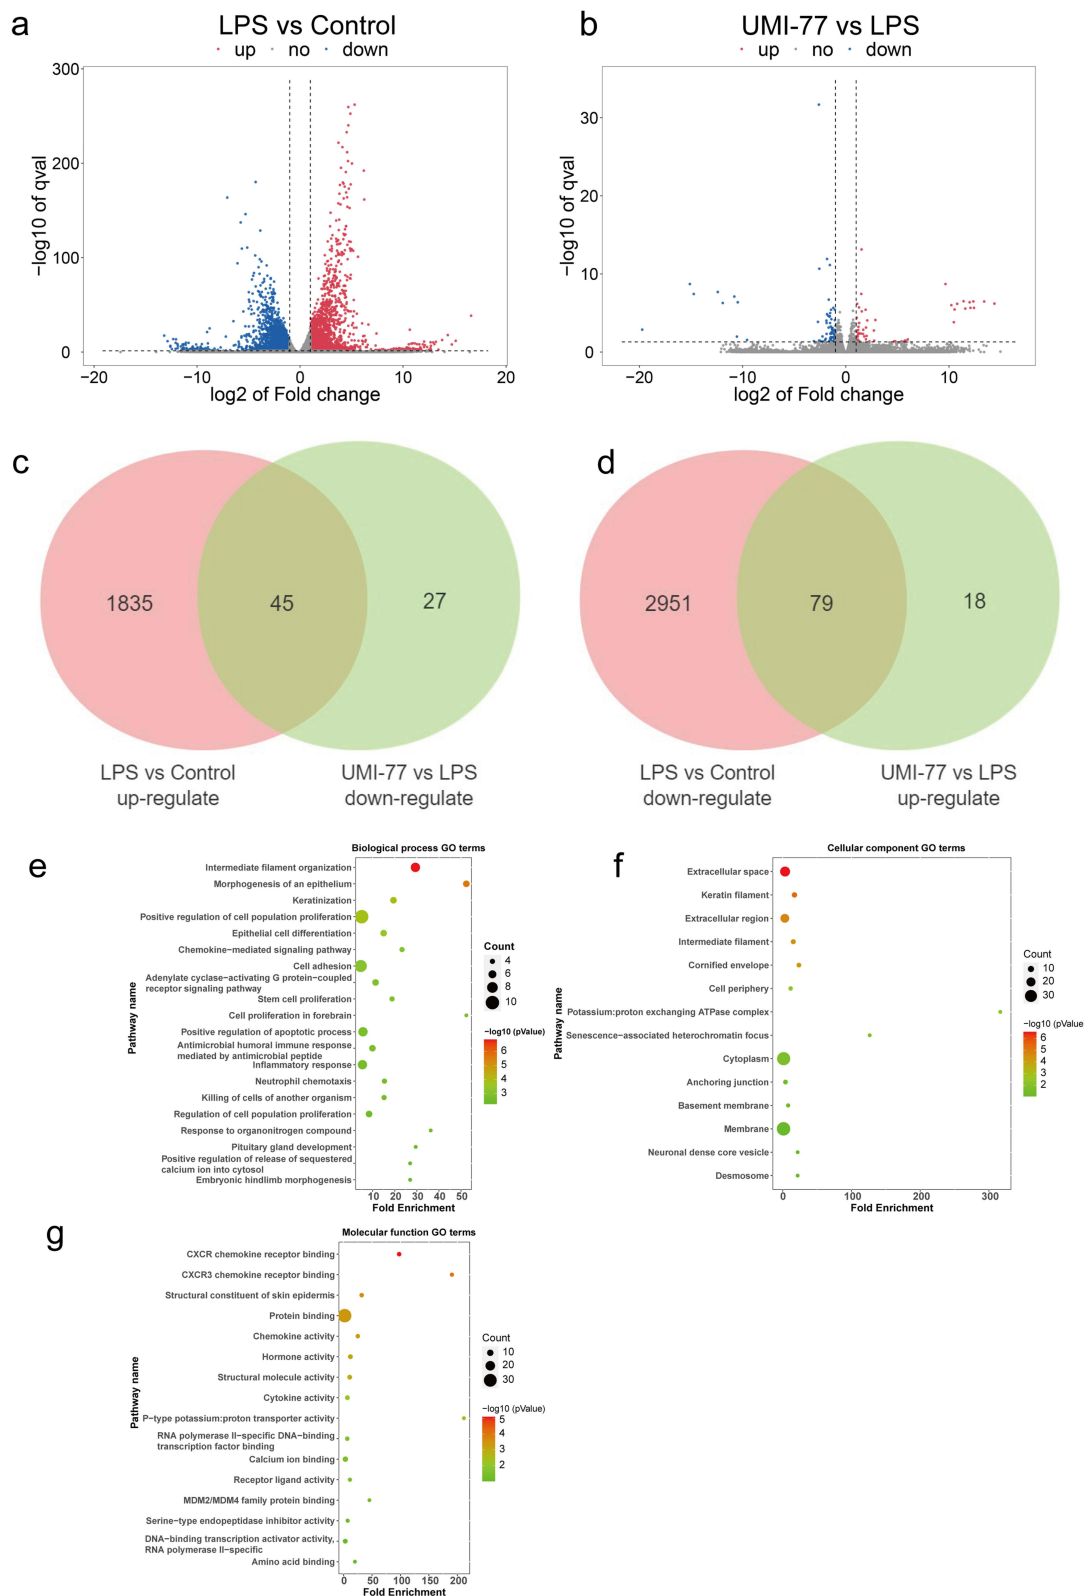 a
LPS vs Control
up no down
300
200
100
0
−log10 of qval
−20 −10 0 10 20
log2 of Fold change
b
UMI-77 vs LPS
up no down
30
20
10
0
−log10 of qval
−20 −10 0 10
log2 of Fold change
c
1835 45 27
LPS vs Control
up-regulate
UMI-77 vs LPS
down-regulate
d
2951 79 18
LPS vs Control
down-regulate
UMI-77 vs LPS
up-regulate
e
Biological process GO terms
Pathway name
Intermediate filament organization
Morphogenesis of an epithelium
Keratinization
Positive regulation of cell population proliferation
Epithelial cell differentiation
Chemokine−mediated signaling pathway
Cell adhesion
Adenylate cyclase−activating G protein−coupled
receptor signaling pathway
Stem cell proliferation
Cell proliferation in forebrain
Positive regulation of apoptotic process
Antimicrobial humoral immune response
mediated by antimicrobial peptide
Inflammatory response
Neutrophil chemotaxis
Killing of cells of another organism
Regulation of cell population proliferation
Response to organonitrogen compound
Pituitary gland development
Positive regulation of release of sequestered
calcium ion into cytosol
Embryonic hindlimb morphogenesis
10 20 30 40 50
Fold Enrichment
Count
4
6
8
10
−log10 (pValue)
6
5
4
3
f
Cellular component GO terms
Pathway name
Extracellular space
Keratin filament
Extracellular region
Intermediate filament
Cornified envelope
Cell periphery
Potassium:proton exchanging ATPase complex
Senescence−associated heterochromatin focus
Cytoplasm
Anchoring junction
Basement membrane
Membrane
Neuronal dense core vesicle
Desmosome
0 100 200 300
Fold Enrichment
Count
10
20
30
−log10 (pValue
6
5
4
3
2
g
Molecular function GO terms
Pathway name
CXCR chemokine receptor binding
CXCR3 chemokine receptor binding
Structural constituent of skin epidermis
Protein binding
Chemokine activity
Hormone activity
Structural molecule activity
Cytokine activity
P−type potassium:proton transporter activity
RNA polymerase II−specific DNA−binding
transcription factor binding
Calcium ion binding
Receptor ligand activity
MDM2/MDM4 family protein binding
Serine−type endopeptidase inhibitor activity
DNA−binding transcription activator activity,
RNA polymerase II−specific
Amino acid binding
0 50 100 150 200
Fold Enrichment
Count
10
20
30
−log10 (pValue)
5
4
3
2